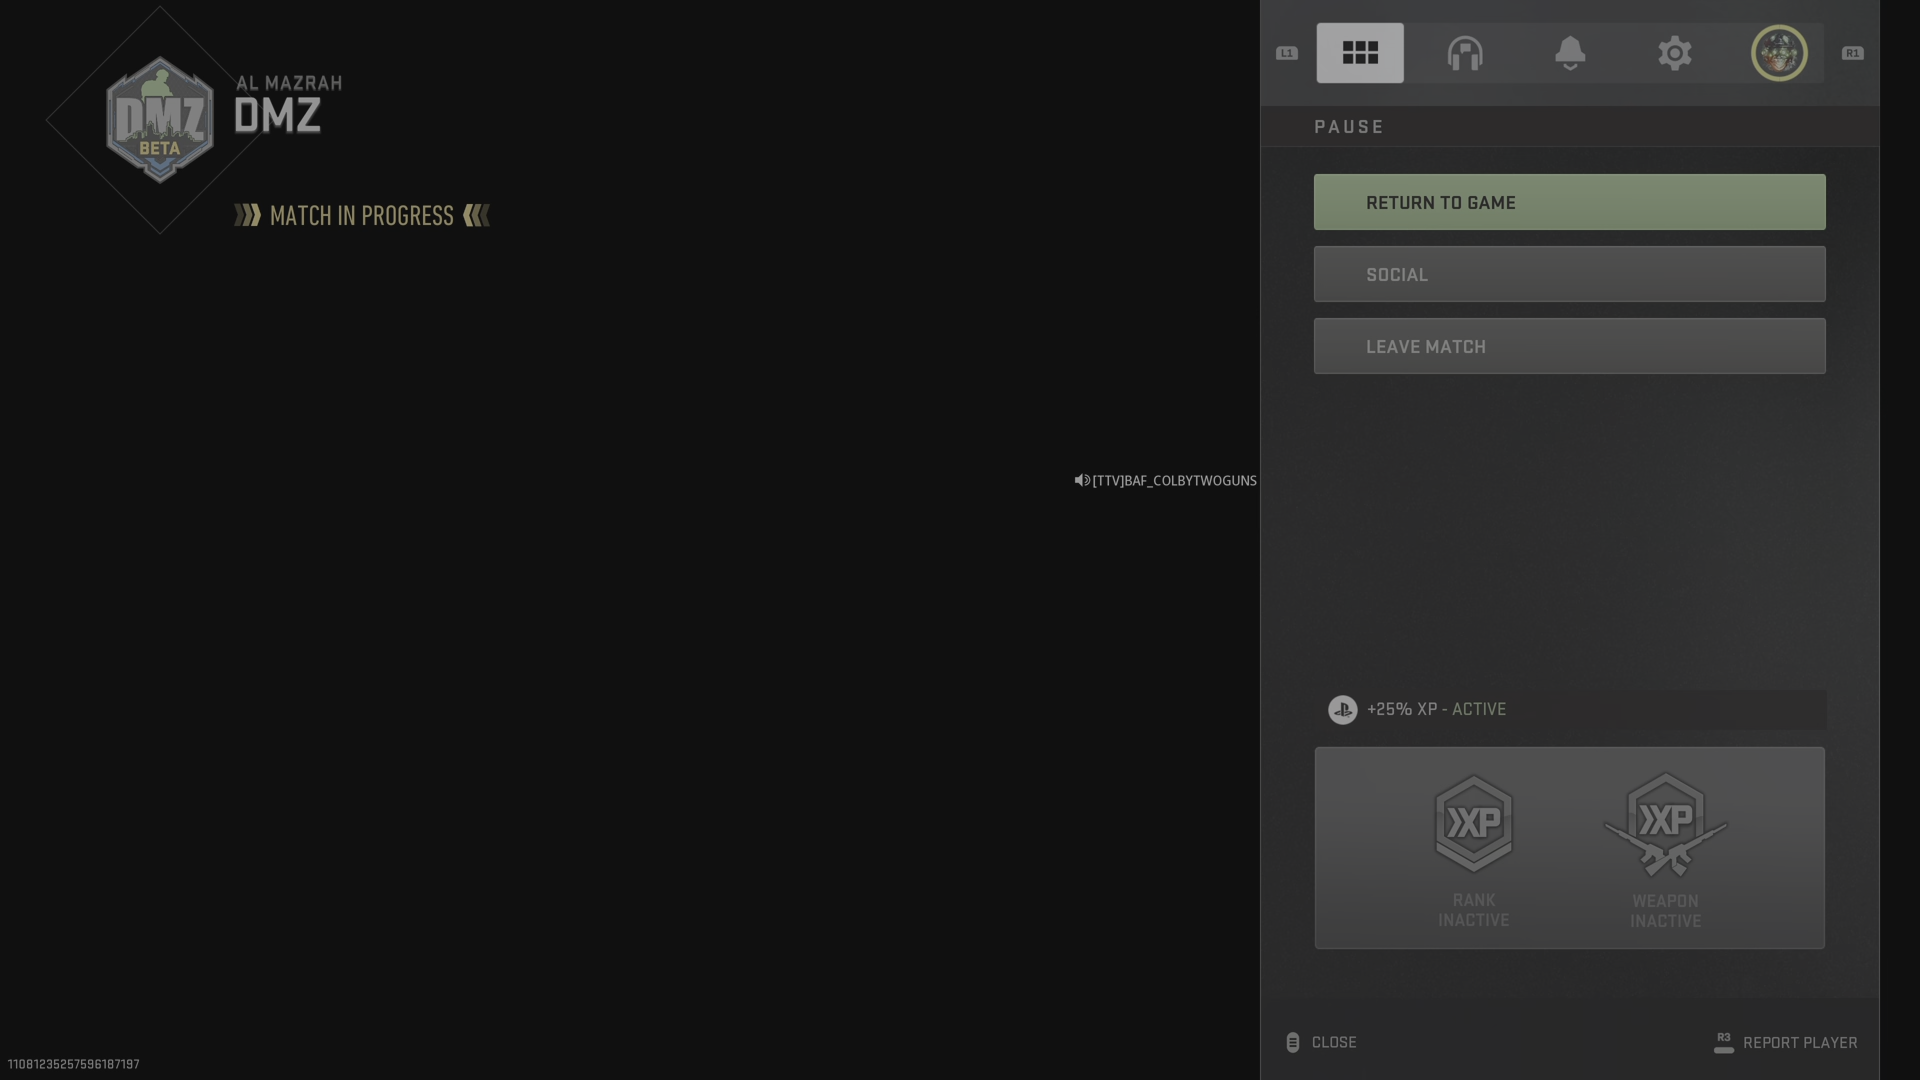 AL MAZRAH
DMZ
DMZ
BETA
MATCH IN PROGRESS
[TTV]BAF_COLBYTWOGUNS
L1
R1
PAUSE
RETURN TO GAME
SOCIAL
LEAVE MATCH
+25% XP - ACTIVE
XP
XP
RANK
INACTIVE
WEAPON
INACTIVE
CLOSE
R3
REPORT PLAYER
11081235257596187197